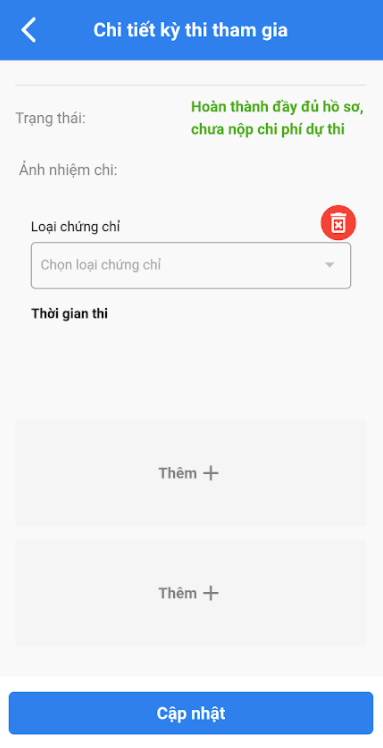 Chi tiết kỳ thi tham gia
Trạng thái:
Hoàn thành đầy đủ hồ sơ,
chưa nộp chi phí dự thi
Ảnh nhiệm chi:
Loại chứng chỉ
Chọn loại chứng chỉ
Thời gian thi
Thêm +
Thêm +
Cập nhật